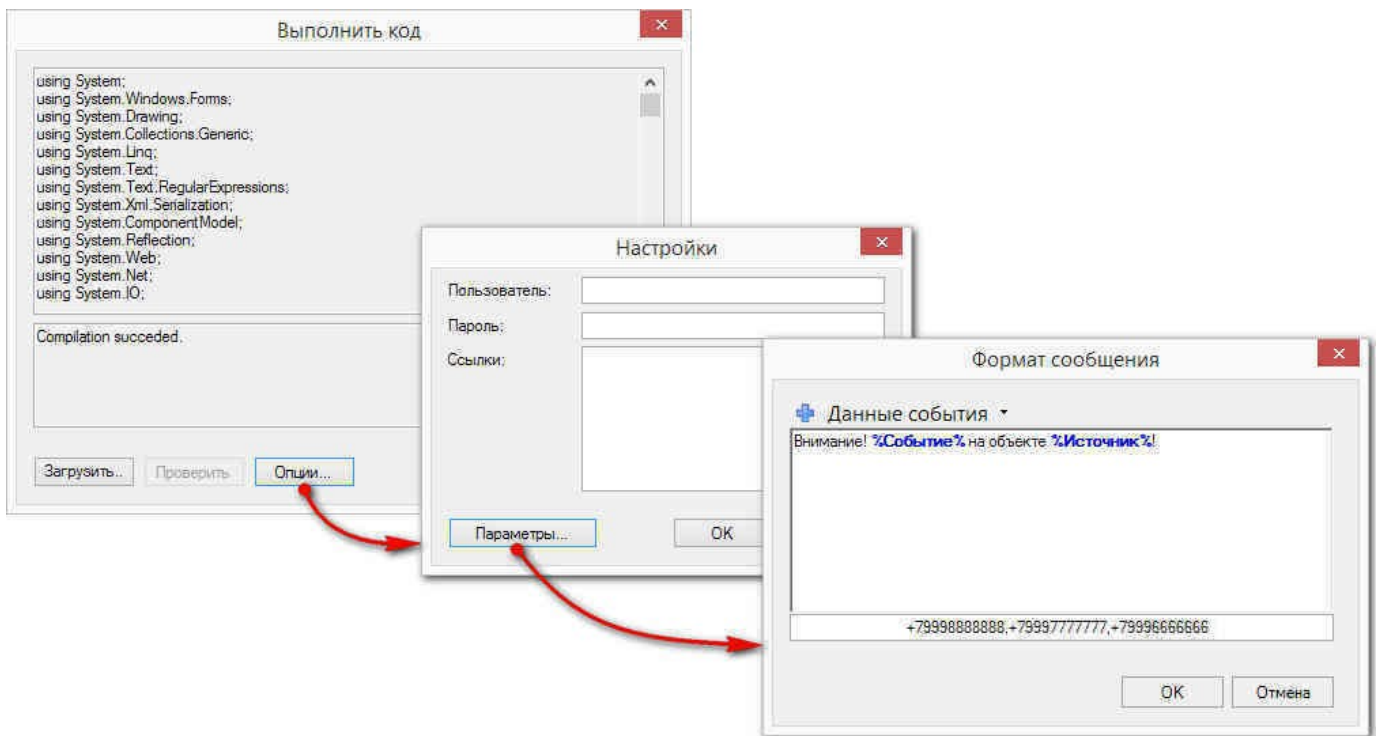 Выполнить код
using System;
using System.Windows.Forms;
using System.Drawing;
using System.Collections.Generic;
using System.Linq;
using System.Text;
using System.Text.RegularExpressions;
using System.Xml.Serialization;
using System.ComponentModel;
using System.Reflection;
using System.Web;
using System.Net;
using System.IO;
Compilation succeded.
Загрузить..
Проверить
Опции...
Настройки
Пользователь:
Пароль:
Ссылки:
Параметры...
OK
Формат сообщения
Данные события
Внимание! %Событие% на объекте %Источник%!
+79998888888,+79997777777,+79996666666
OK
Отмена